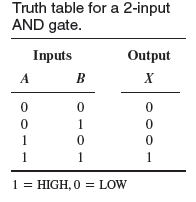 Truth table for a 2-input
AND gate.
Inputs Output
A B X
0 0 0
0 1 0
1 0 0
1 1 1
1 = HIGH, 0 = LOW